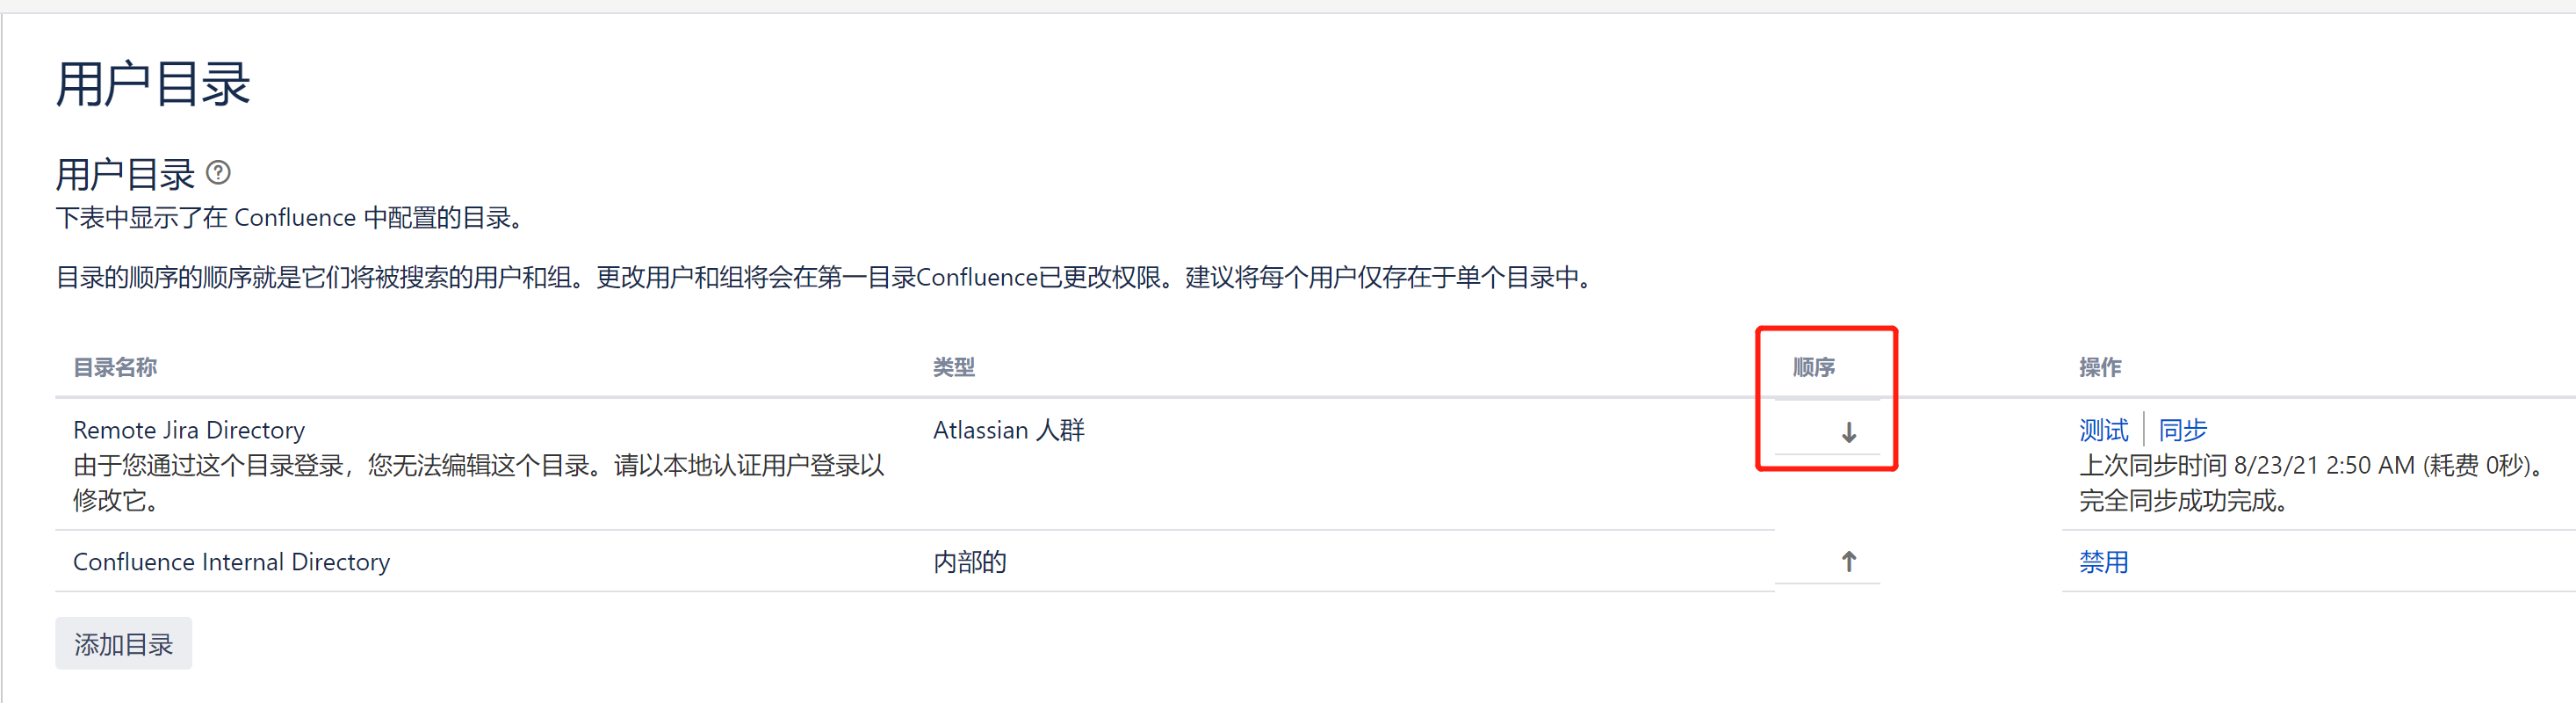 用户目录
用户目录
下表中显示了在 Confluence 中配置的目录。
目录的顺序的顺序就是它们将被搜索的用户和组。更改用户和组将会在第一目录Confluence已更改权限。建议将每个用户仅存在于单个目录中。
目录名称 类型 顺序 操作
Remote Jira Directory Atlassian 人群 ↓ 测试 同步
由于您通过这个目录登录，您无法编辑这个目录。请以本地认证用户登录以 上次同步时间 8/23/21 2:50 AM (耗费 0秒)。
修改它。 完全同步成功完成。
Confluence Internal Directory 内部的 ↑ 禁用
添加目录